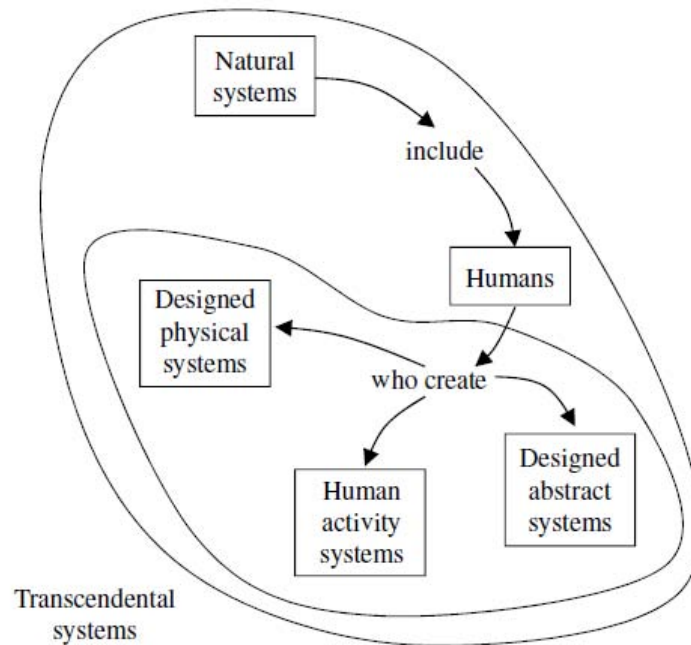 Natural
systems
include
Humans
Designed
physical
systems
who create
Human
activity
systems
Designed
abstract
systems
Transcendental
systems